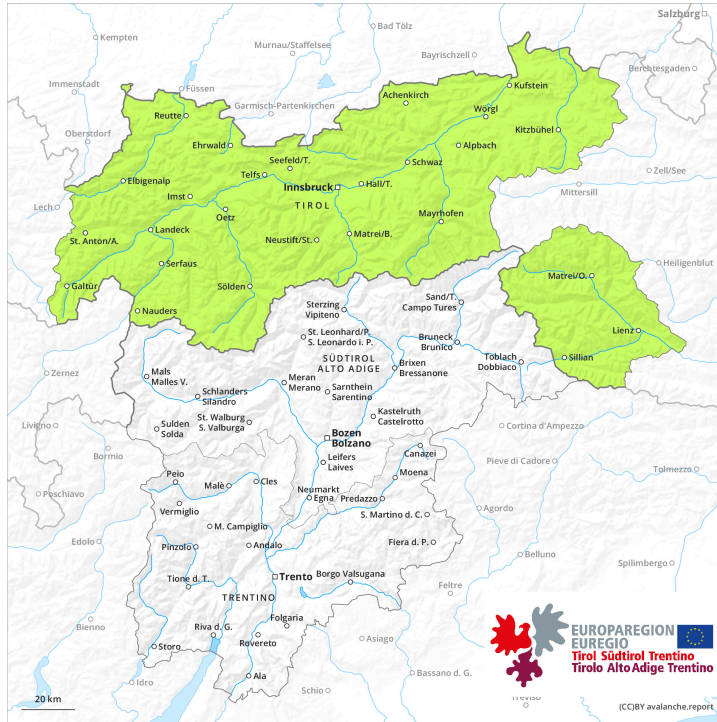 Salzburg
Kempten
Bad Tölz
Murnau/Staffelsee
Bayrischzell
Berchtesgaden
Immenstadt
Füssen
Kufstein
Achenkirch
Garmisch-Partenkirchen
Reutte
Wörgl
Oberstdorf
Ehrwald
Kitzbühel
Alpbach
Seefeld/T.
Schwaz
Telfs
Zell/See
Elbigenalp
Innsbruck
Hall/T.
Mittersill
Imst
TIROL
Lech
Oetz
Mayrhofen
St. Anton/A.
Landeck
Neustift/St.
Matrei/B.
Serfaus
Heiligenblut
Matrei/O.
Galtür
Sölden
Nauders
Sterzing
Vipiteno
Sand/T.
Campo Tures
St. Leonhard/P.
S. Leonardo i. P.
Lienz
Bruneck
Brunico
SÜDTIROL
ALTO ADIGE
Toblach
Dobbiaco
Sillian
Brixen
Bressanone
Zernez
Mals
Malles V.
Meran
Merano
Sarnthein
Sarentino
Schlanders
Silandro
St. Walburg
S. Valburga
Kastelruth
Castelrotto
Sulden
Solda
Livigno
Cortina d'Ampezzo
Bozen
Bolzano
Bormio
Canazei
Leifers
Laives
Pieve di Cadore
Tolmezzo
Peio
Moena
Malè
Cles
Neumarkt
Egna
Predazzo
Poschiavo
Vermiglio
S. Martino d. C.
Agordo
M. Campiglio
Edolo
Pinzolo
Andalo
Fiera d. P.
Belluno
Spilimbergo
Trento
Borgo Valsugana
Tione d. T.
Feltre
TRENTINO
Folgaria
Bienno
Riva d. G.
Rovereto
Asiago
Storo
Bassano d. G.
Ala
Idro
Schio
Treviso
EUROPAREGION
EUREGIO
Tirol Südtirol Trentino
Tirolo Alto Adige Trentino
20 km
(CC)BY avalanche.report